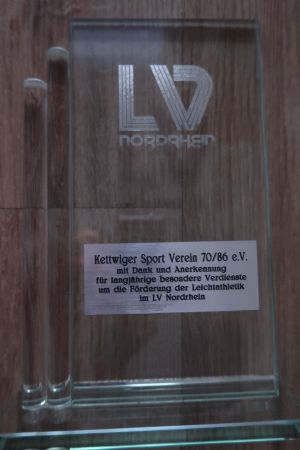 LV
NORDRHEIN
Kettwiger Sport Verein 70/86 e.V.
mit Dank und Anerkennung
für langjährige besondere Verdienste
um die Förderung der Leichtathletik
im LV Nordrhein